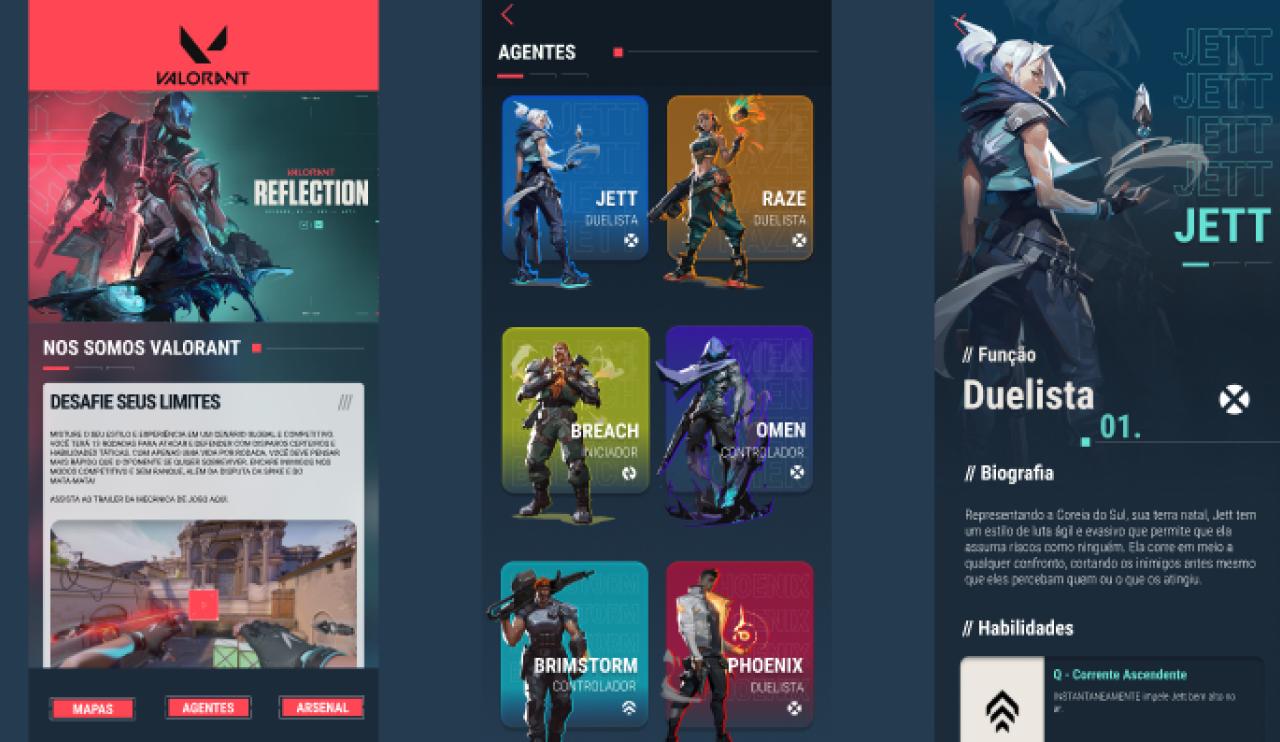 VALORANT
VALORANT
REFLECTION
NOS SOMOS VALORANT
DESAFIE SEUS LIMITES
MISTURE O SEU ESTILO E EXPERIÊNCIA EM UM CENÁRIO GLOBAL E COMPETITIVO.
VOCÊ TERÁ 13 RODADAS PARA ATACAR E DEFENDER COM DISPAROS CERTEIROS E
HABILIDADES TÁTICAS. COM APENAS UMA VIDA POR RODADA, VOCÊ DEVE PENSAR
MAIS RÁPIDO QUE O OPONENTE SE QUISER SOBREVIVER. ENCARE INIMIGOS NOS
MODOS COMPETITIVO E SEM RANQUE, ALÉM DA DISPUTA DA SPIKE E DO
MATA-MATA!
ASSISTA AO TRAILER DA MECÂNICA DE JOGO AQUI:
MAPAS
AGENTES
ARSENAL
AGENTES
JETT
DUELISTA
RAZE
DUELISTA
BREACH
INICIADOR
OMEN
CONTROLADOR
BRIMSTORM
CONTROLADOR
PHOENIX
DUELISTA
JETT
JETT
JETT
JETT
JETT
// Função
Duelista
01.
// Biografia
Representando a Coreia do Sul, sua terra natal, Jett tem
um estilo de luta ágil e evasivo que permite que ela
assuma riscos como ninguém. Ela corre em meio a
qualquer confronto, cortando os inimigos antes mesmo
que eles percebam quem ou o que os atingiu.
// Habilidades
Q - Corrente Ascendente
INSTANTANEAMENTE impele Jett bem alto no
ar.